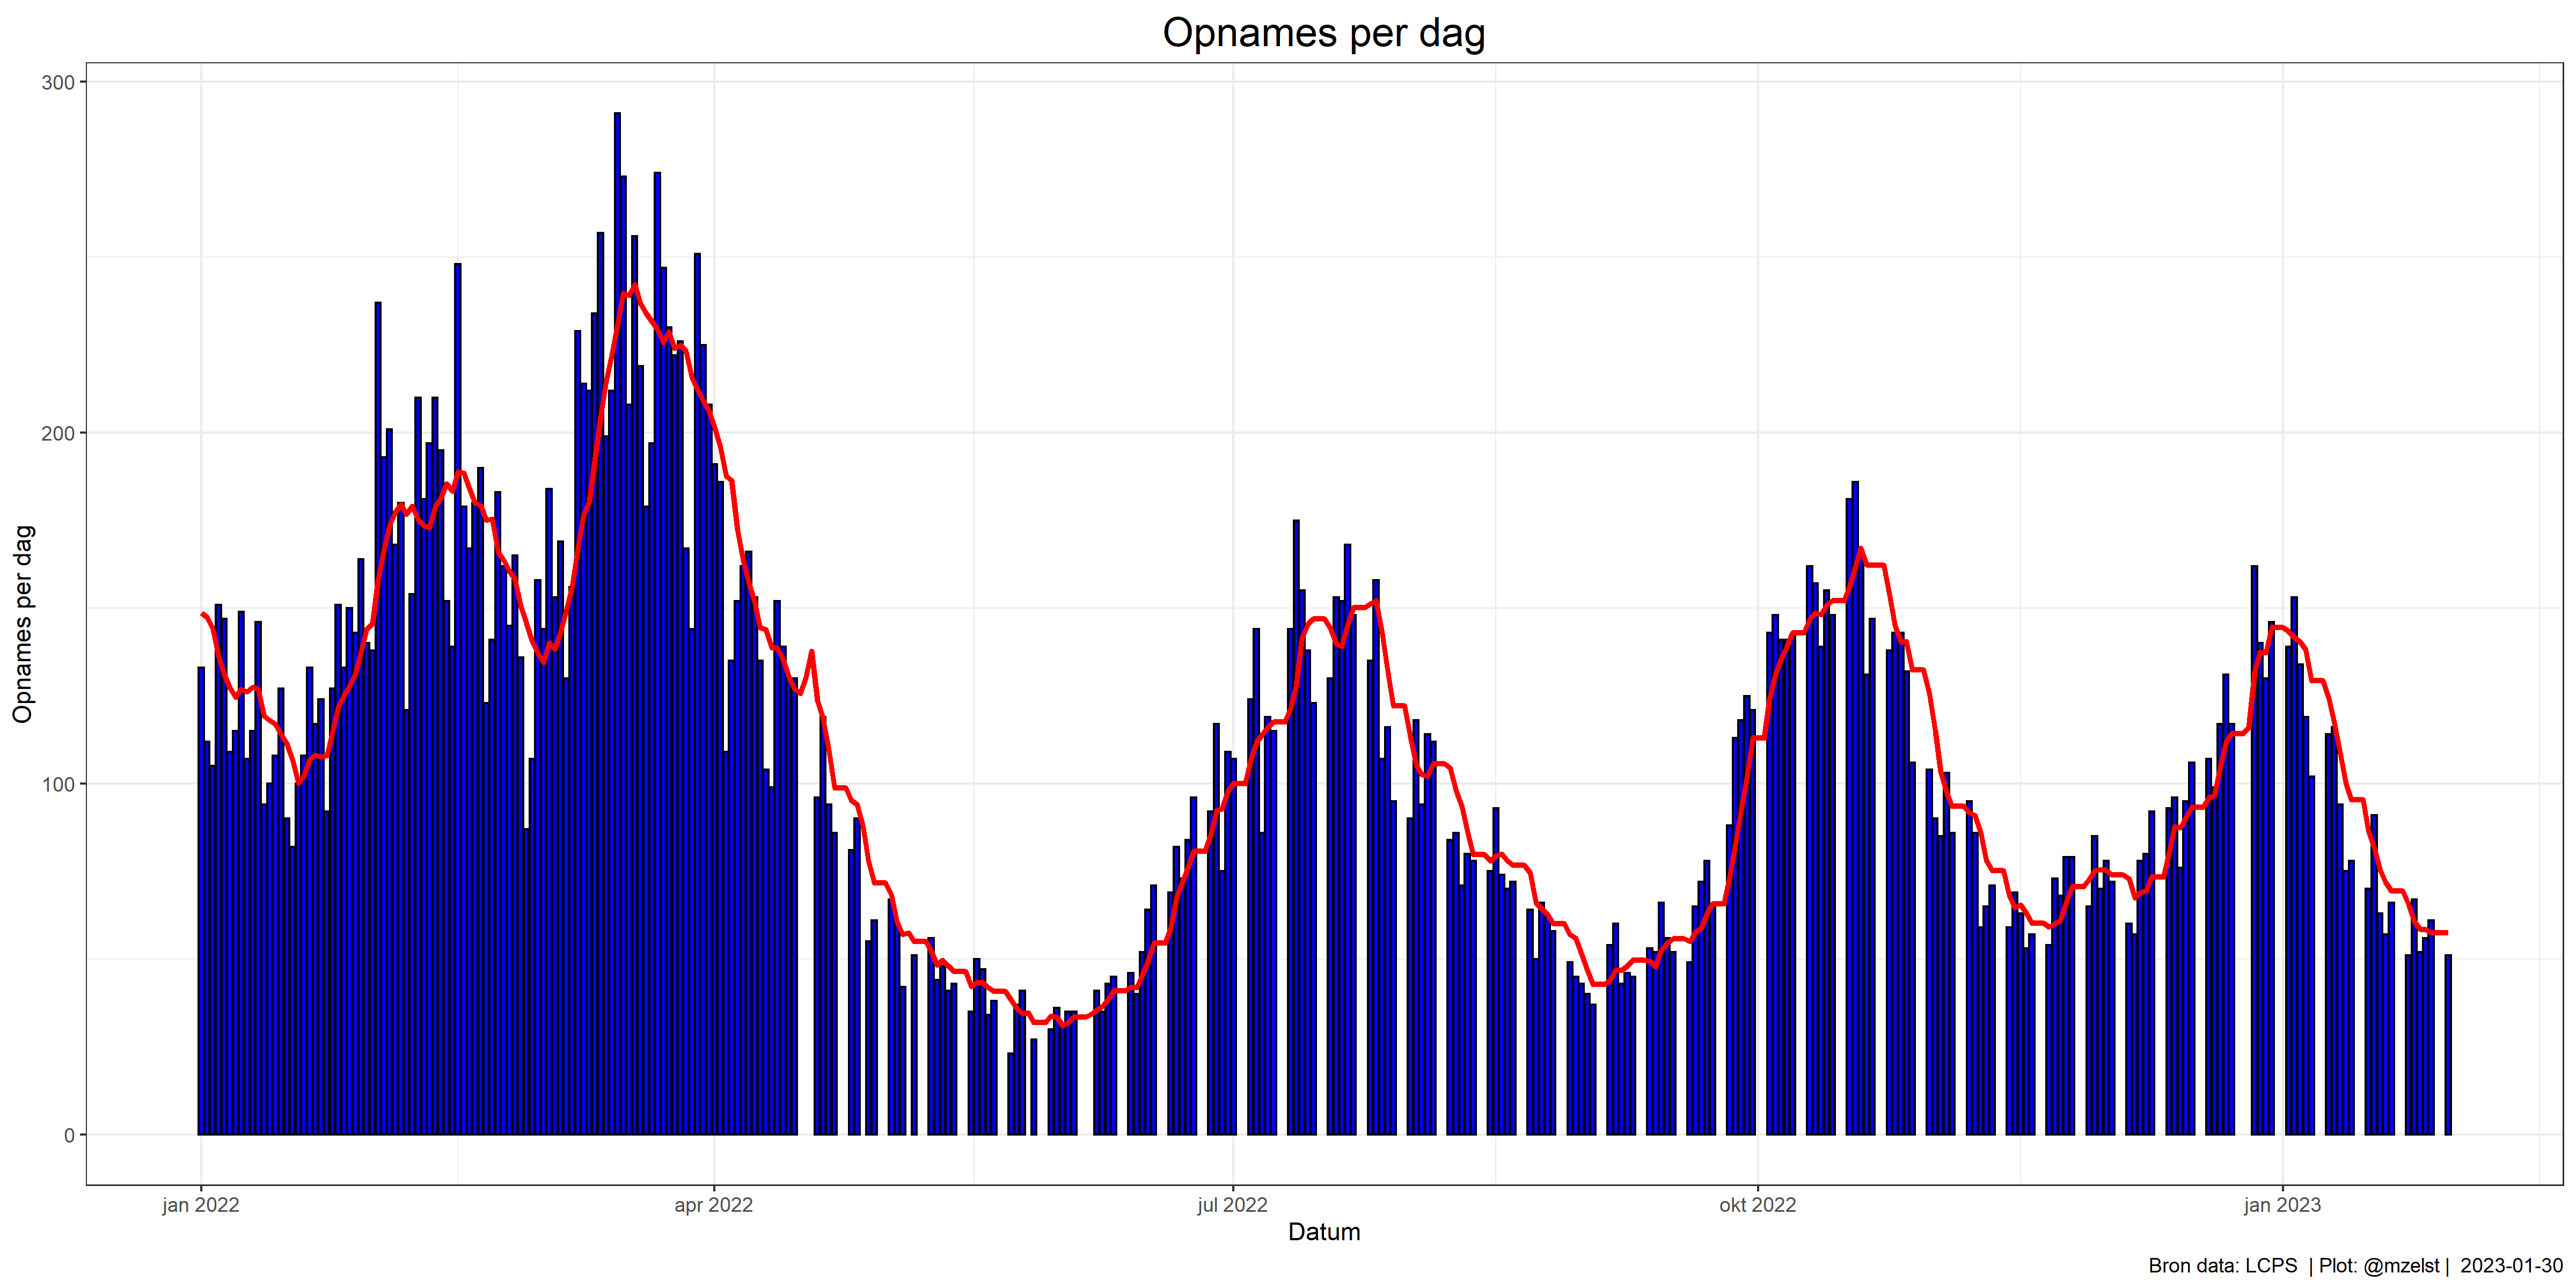 Opnames per dag
300
200
100
0
Opnames per dag
jan 2022
apr 2022
jul 2022
okt 2022
jan 2023
Datum
Bron data: LCPS | Plot: @mzelst | 2023-01-30